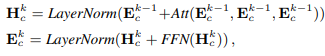 H_c^k = LayerNorm(E_c^{k-1}+Att(E_c^{k-1}, E_c^{k-1}, E_c^{k-1}))
E_c^k = LayerNorm(H_c^k + FFN(H_c^k)) ,